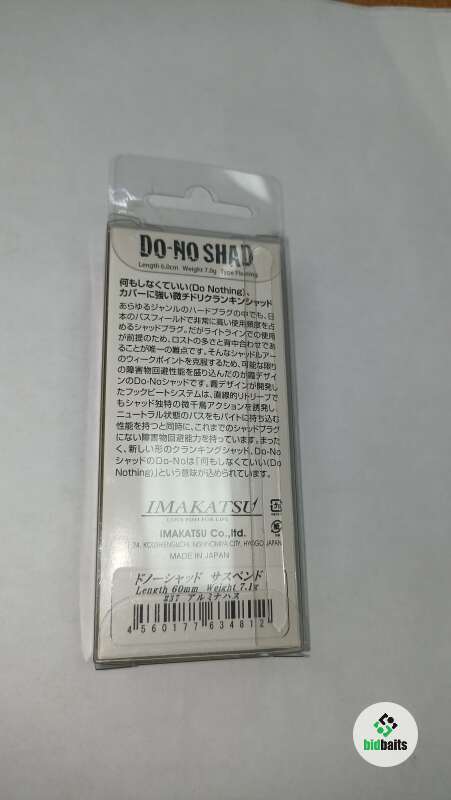 DO-NO SHAD
Length 6.0cm Weight 7.0g Type Floating
何もしなくていい(Do Nothing)、
カバーに強い微チドリクランキンシャッド
あらゆるジャンルのハードプラグの中でも、日
本のバスフィールドで非常に高い使用頻度を占
めるシャッドプラグ。だがライトラインでの使用
が前提のため、ロストの多さと背中合わせであ
ることが唯一の難点です。そんなシャッドルアー
のウィークポイントを克服するため、可能な限り
の障害物回避性能を盛り込んだのが霞デザイ
ンのDo-Noシャッドです。霞デザインが開発し
たフックビートシステムは、直線的リトリーブで
もシャッド独特の微千鳥アクションを誘発し、
ニュートラル状態のバスをもバイトに持ち込む
性能を持つと同時に、これまでのシャッドプラグ
にない障害物回避能力を持っています。まった
く、新しい形のクランキングシャッド、Do-No
シャッドのDo-Noは「何もしなくていい(Do
Nothing)」という意味が込められています。
IMAKATSU
IMAKATSU Co.,ltd.
MADE IN JAPAN
ドノーシャッド サスペンド
Length 60mm Weight 7.1g
#37 アルミナハス
4 560177 634812
bidbaits